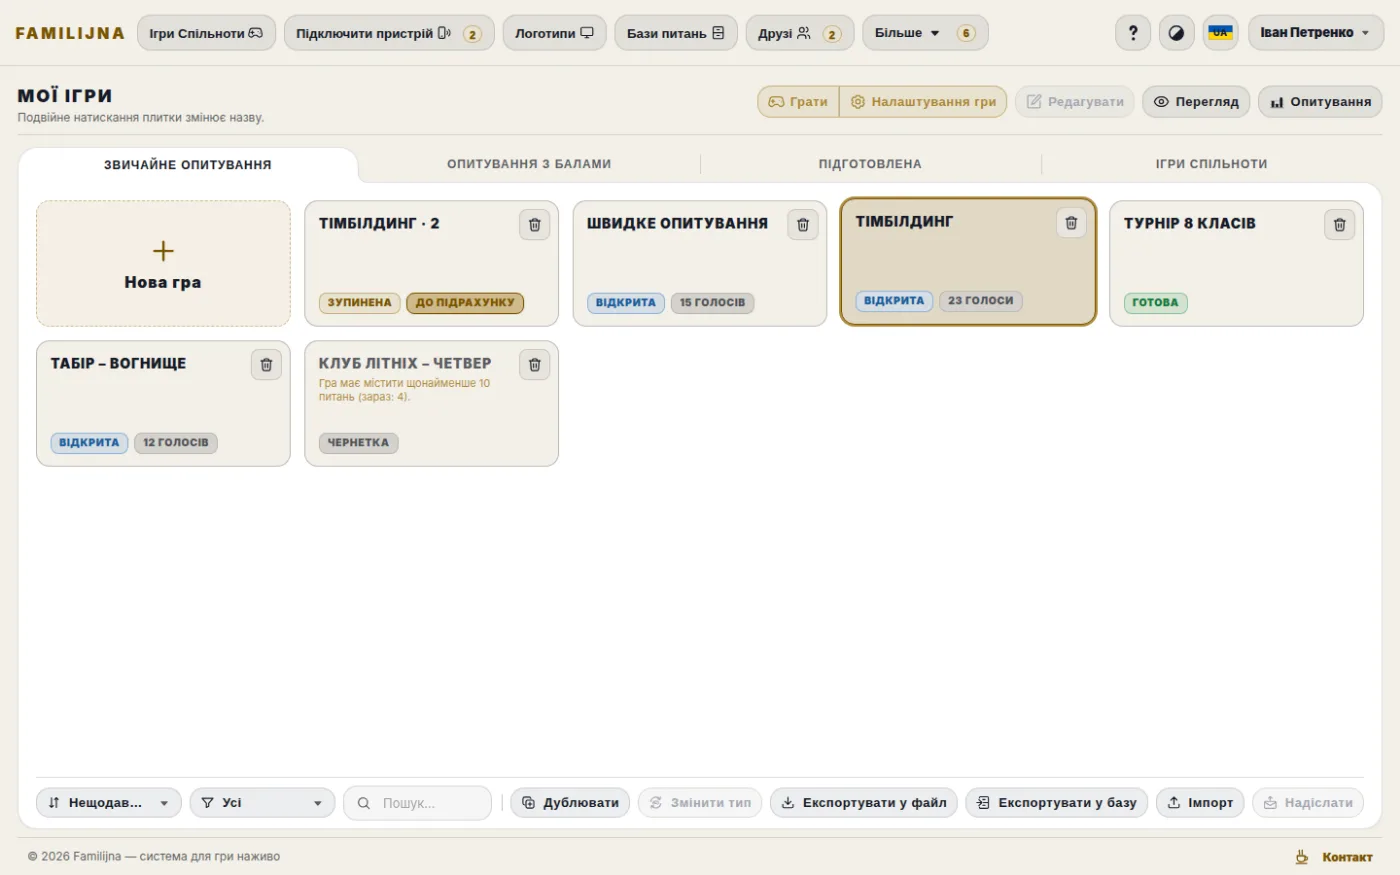 FAMILIJNA
Ігри Спільноти
Підключити пристрій 2
Логотипи
Бази питань
Друзі 2
Більше 6
?
UA
Іван Петренко
МОЇ ІГРИ
Подвійне натискання плитки змінює назву.
Грати
Налаштування гри
Редагувати
Перегляд
Опитування
ЗВИЧАЙНЕ ОПИТУВАННЯ
ОПИТУВАННЯ З БАЛАМИ
ПІДГОТОВЛЕНА
ІГРИ СПІЛЬНОТИ
Нова гра
ТІМБІЛДИНГ · 2
ЗУПИНЕНА ДО ПІДРАХУНКУ
ШВИДКЕ ОПИТУВАННЯ
ВІДКРИТА 15 ГОЛОСІВ
ТІМБІЛДИНГ
ВІДКРИТА 23 ГОЛОСИ
ТУРНІР 8 КЛАСІВ
ГОТОВА
ТАБІР – ВОГНИЩЕ
ВІДКРИТА 12 ГОЛОСІВ
КЛУБ ЛІТНІХ – ЧЕТВЕР
Гра має містити щонайменше 10
питань (зараз: 4).
ЧЕРНЕТКА
Нещодав...
Усі
Пошук...
Дублювати
Змінити тип
Експортувати у файл
Експортувати у базу
Імпорт
Надіслати
© 2026 Familijna — система для гри наживо
Контакт